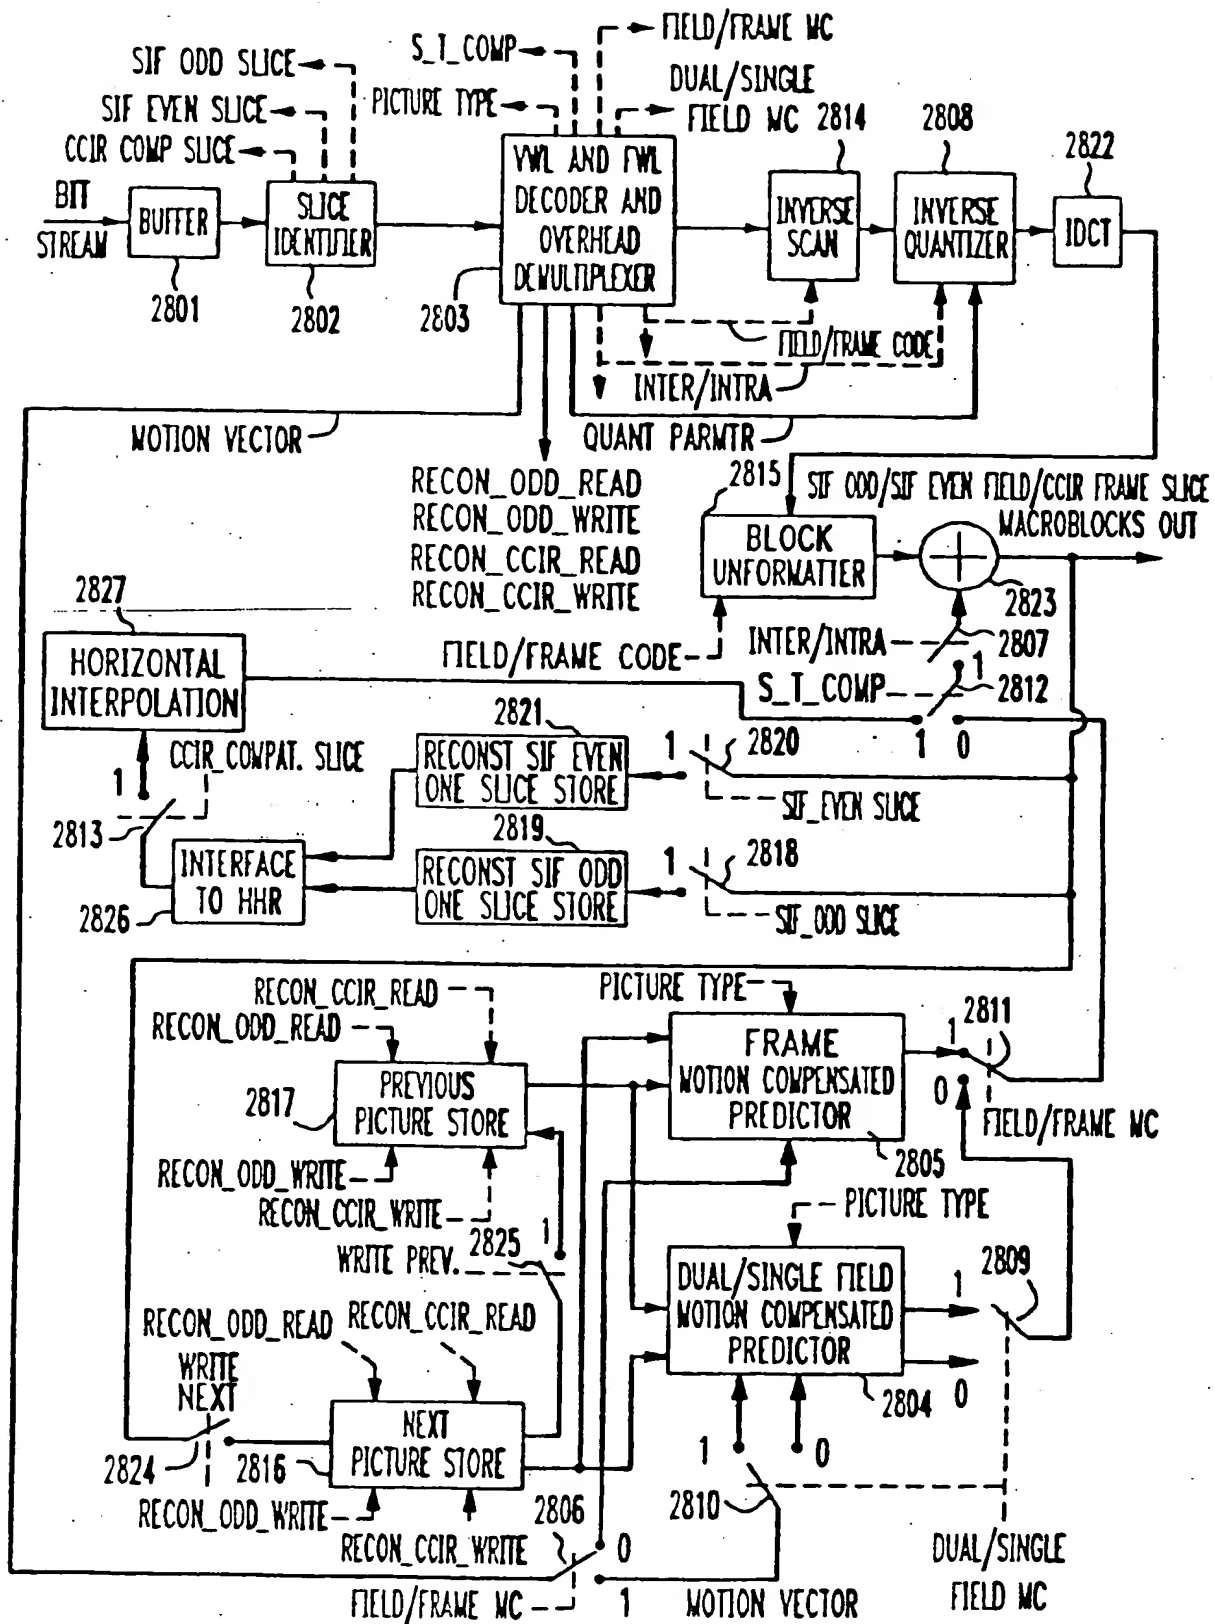 FIELD/FRAME MC
S_T_COMP
DUAL/SINGLE
FIELD MC
SIF ODD SLICE
PICTURE TYPE
SIF EVEN SLICE
CCIR COMP SLICE
2814
2808
2822
BIT
STREAM
BUFFER
SLICE
IDENTIFIER
VWL AND FWL
DECODER AND
OVERHEAD
DEMULTIPLEXER
INVERSE
SCAN
INVERSE
QUANTIZER
IDCT
2801
2802
2803
FIELD/FRAME CODE
INTER/INTRA
MOTION VECTOR
QUANT PARMTR
RECON_ODD_READ
RECON_ODD_WRITE
RECON_CCIR_READ
RECON_CCIR_WRITE
2815
SIF ODD/SIF EVEN FIELD/CCIR FRAME SLICE
MACROBLOCKS OUT
BLOCK
UNFORMATTER
2823
2827
HORIZONTAL
INTERPOLATION
FIELD/FRAME CODE
INTER/INTRA
2807
1
S_T_COMP
2812
1 0
2821
RECONST SIF EVEN
ONE SLICE STORE
1
2820
SIF_EVEN SLICE
CCIR_COMPAT. SLICE
1
2813
INTERFACE
TO HHR
2826
2819
RECONST SIF ODD
ONE SLICE STORE
1
2818
SIF_ODD SLICE
RECON_CCIR_READ
RECON_ODD_READ
PICTURE TYPE
PREVIOUS
PICTURE STORE
2817
FRAME
MOTION COMPENSATED
PREDICTOR
2805
1
0
2811
FIELD/FRAME MC
RECON_ODD_WRITE
RECON_CCIR_WRITE
WRITE PREV.
2825
1
PICTURE TYPE
DUAL/SINGLE FIELD
MOTION COMPENSATED
PREDICTOR
2804
1
0
2809
RECON_ODD_READ
RECON_CCIR_READ
WRITE
NEXT
2824
NEXT
PICTURE STORE
2816
RECON_ODD_WRITE
RECON_CCIR_WRITE
2806
0
1
FIELD/FRAME MC
1
0
2810
MOTION VECTOR
DUAL/SINGLE
FIELD MC